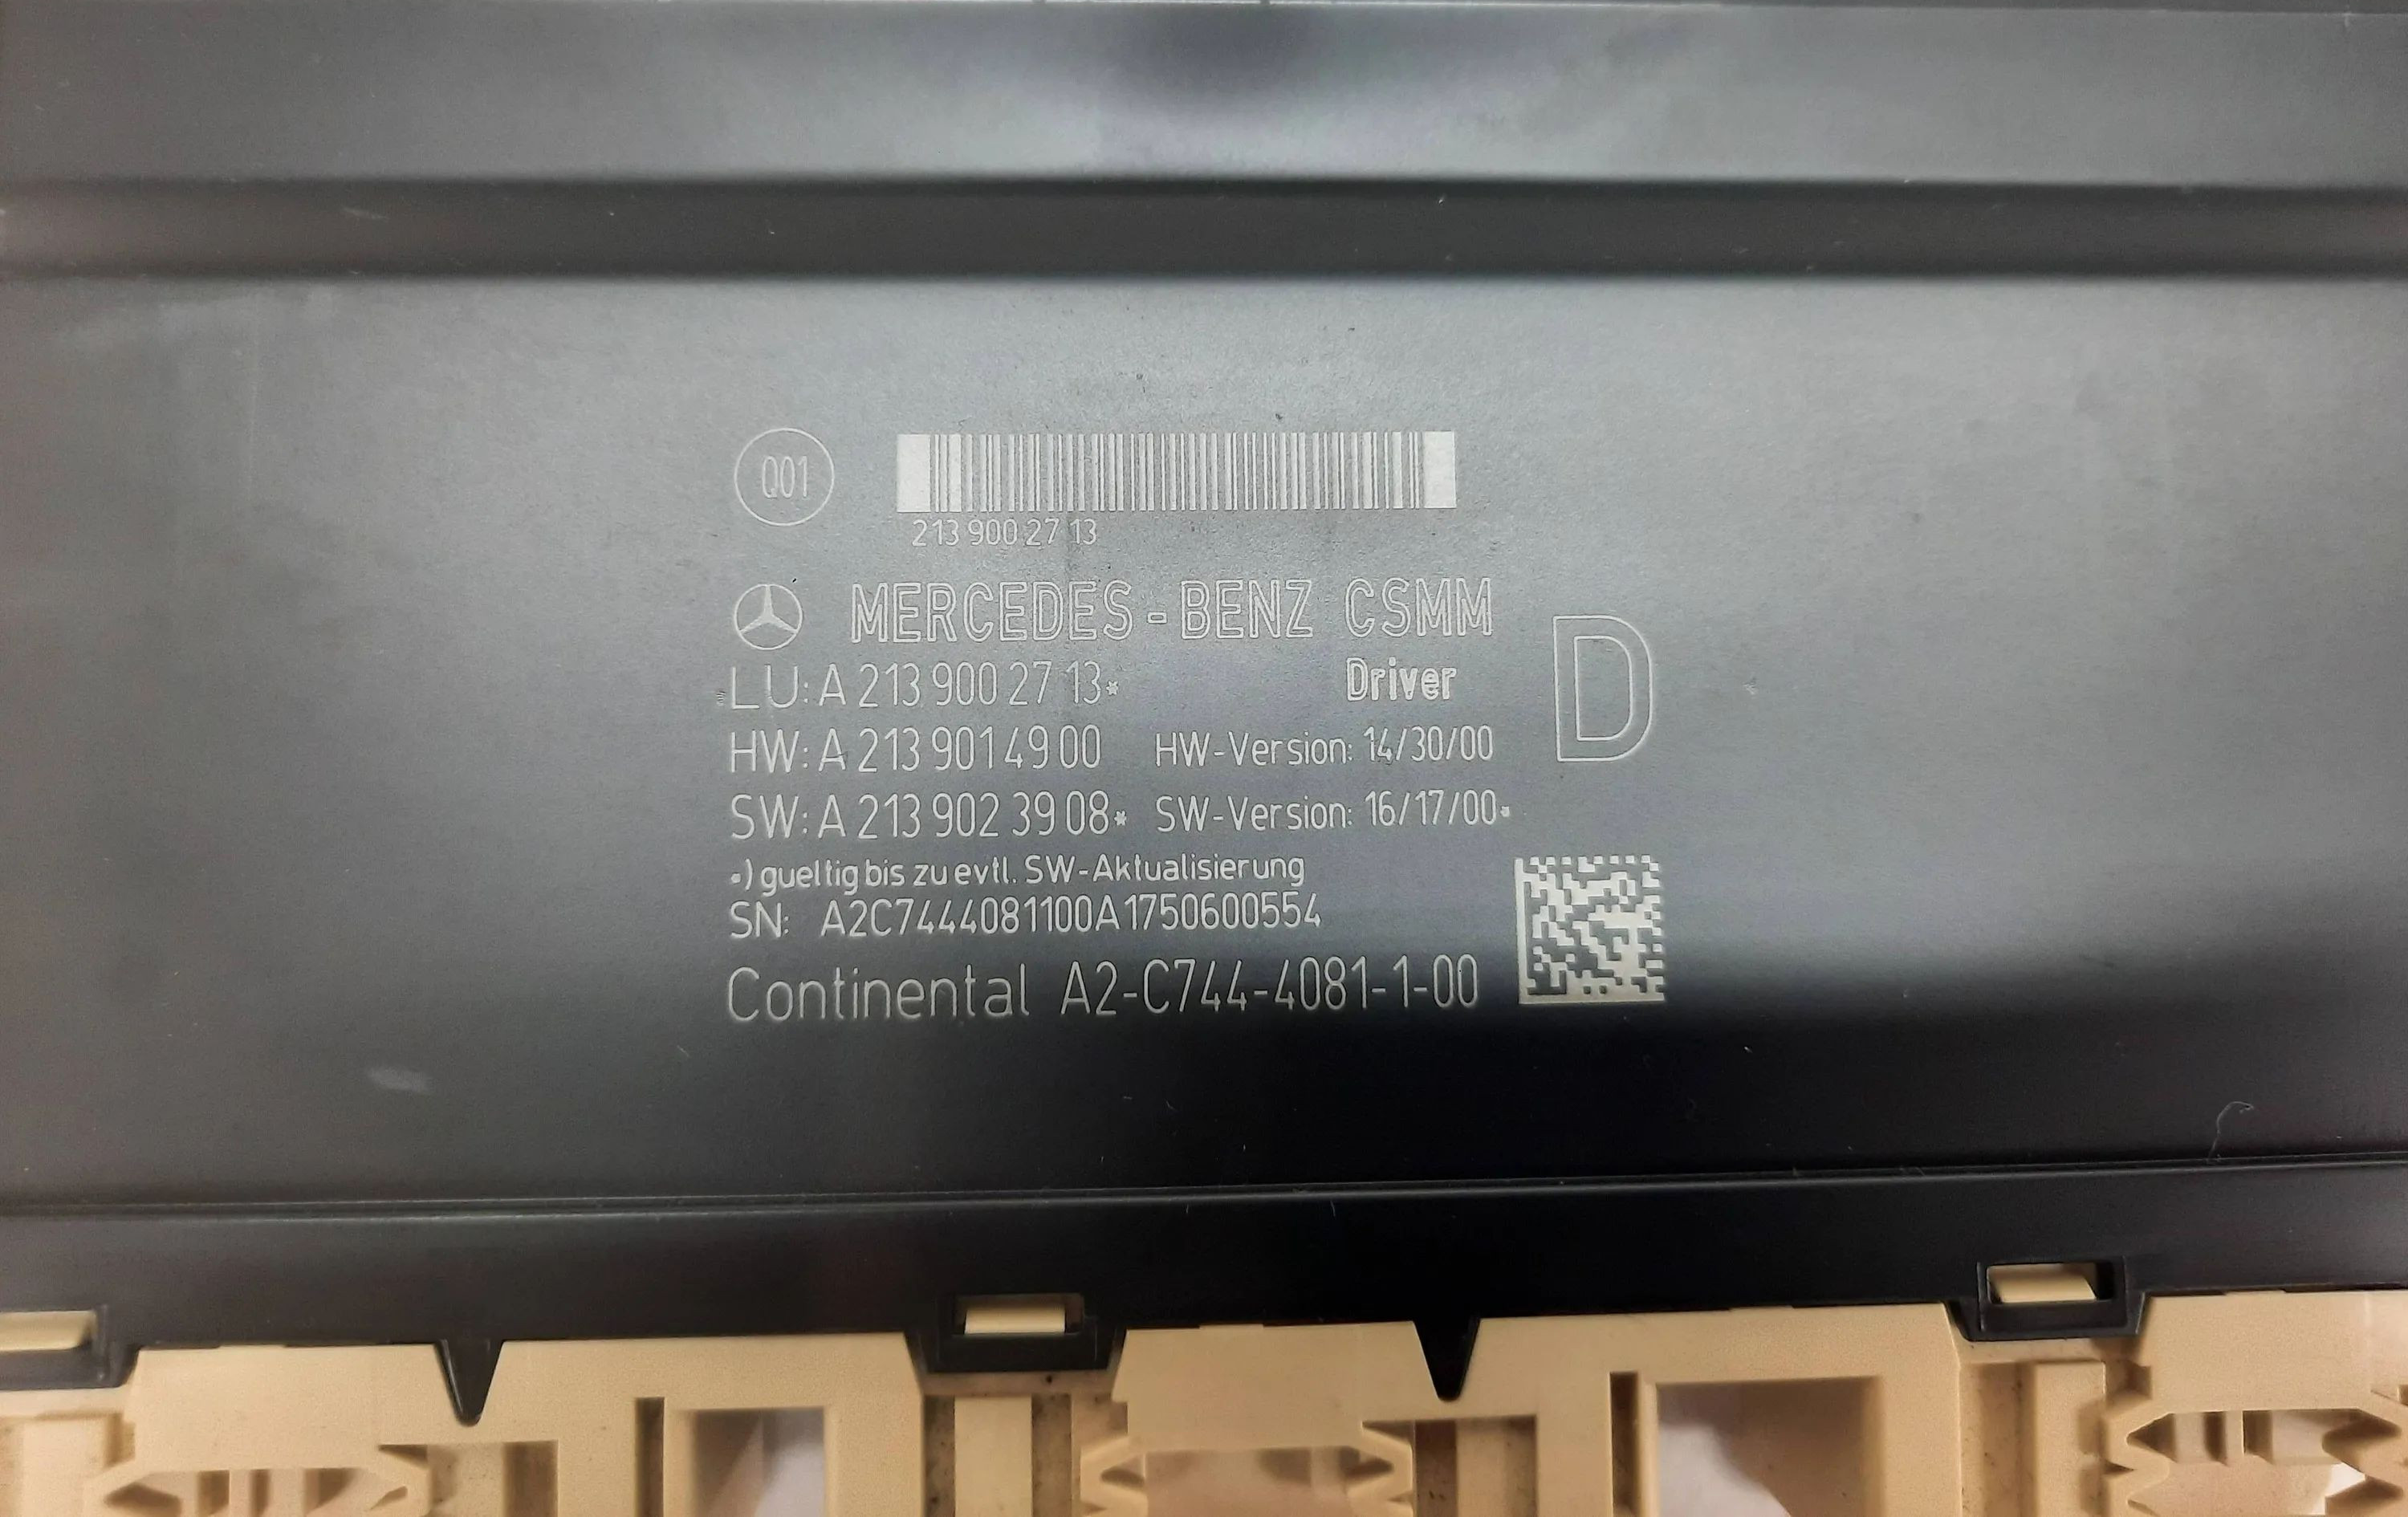 Q01
213 900 27 13
MERCEDES-BENZ CSMM
D
LU: A 213 900 27 13* Driver
HW: A 213 901 49 00 HW-Version: 14/30/00
SW: A 213 902 39 08* SW-Version: 16/17/00*
*) gueltig bis zu evtl. SW-Aktualisierung
SN: A2C7444081100A1750600554
Continental A2-C744-4081-1-00